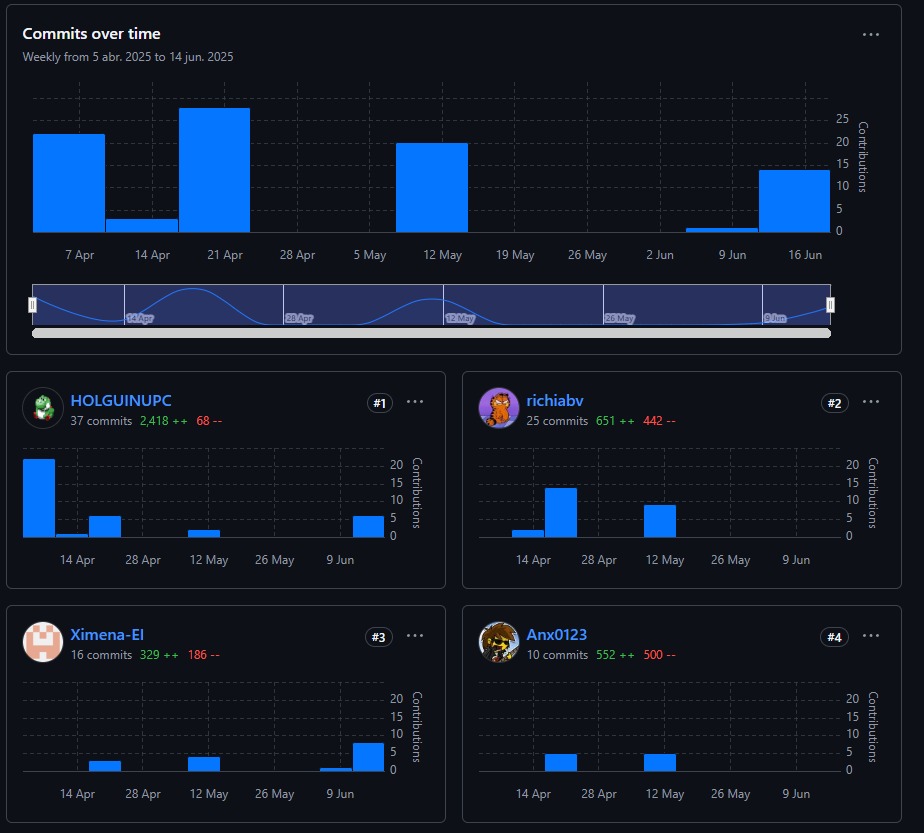 Commits over time
Weekly from 5 abr. 2025 to 14 jun. 2025
25
20
15
10
5
0
Contributions
7 Apr 14 Apr 21 Apr 28 Apr 5 May 12 May 19 May 26 May 2 Jun 9 Jun 16 Jun
14 Apr 28 Apr 12 May 26 May 9 Jun
HOLGUINUPC #1
37 commits 2,418 ++ 68 --
20
15
10
5
0
Contributions
14 Apr 28 Apr 12 May 26 May 9 Jun
richiabv #2
25 commits 651 ++ 442 --
20
15
10
5
0
Contributions
14 Apr 28 Apr 12 May 26 May 9 Jun
Ximena-EI #3
16 commits 329 ++ 186 --
20
15
10
5
0
Contributions
14 Apr 28 Apr 12 May 26 May 9 Jun
Anx0123 #4
10 commits 552 ++ 500 --
20
15
10
5
0
Contributions
14 Apr 28 Apr 12 May 26 May 9 Jun